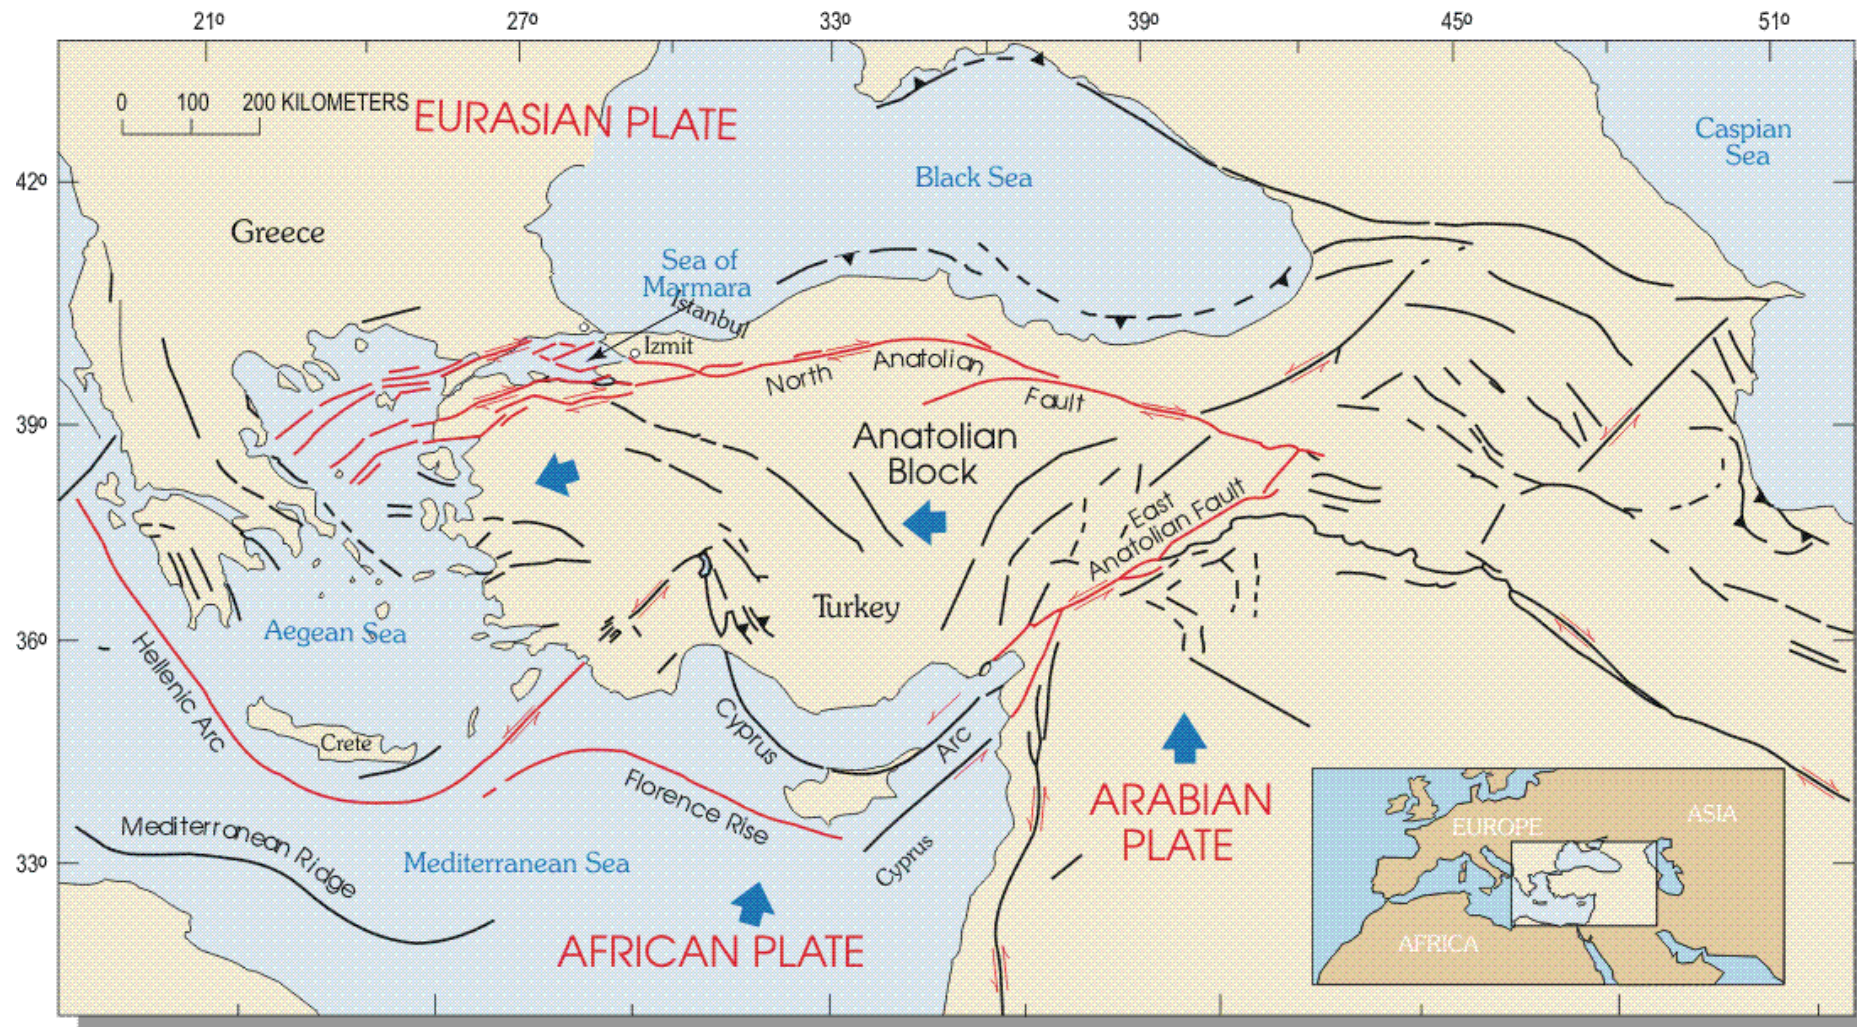 21º 27º 33º 39º 45º 51º
0 100 200 KILOMETERS
EURASIAN PLATE
Caspian
Sea
Black Sea
42º
Greece
Sea of
Marmara
Istanbul
Izmit
North Anatolian Fault
39º
Anatolian
Block
East
Anatolian Fault
Turkey
Aegean Sea
36º
Hellenic Arc
Crete
Cyprus Arc
Florence Rise
ARABIAN
PLATE
Mediterranean Ridge
Mediterranean Sea
Cyprus
33º
AFRICAN PLATE
EUROPE
ASIA
AFRICA